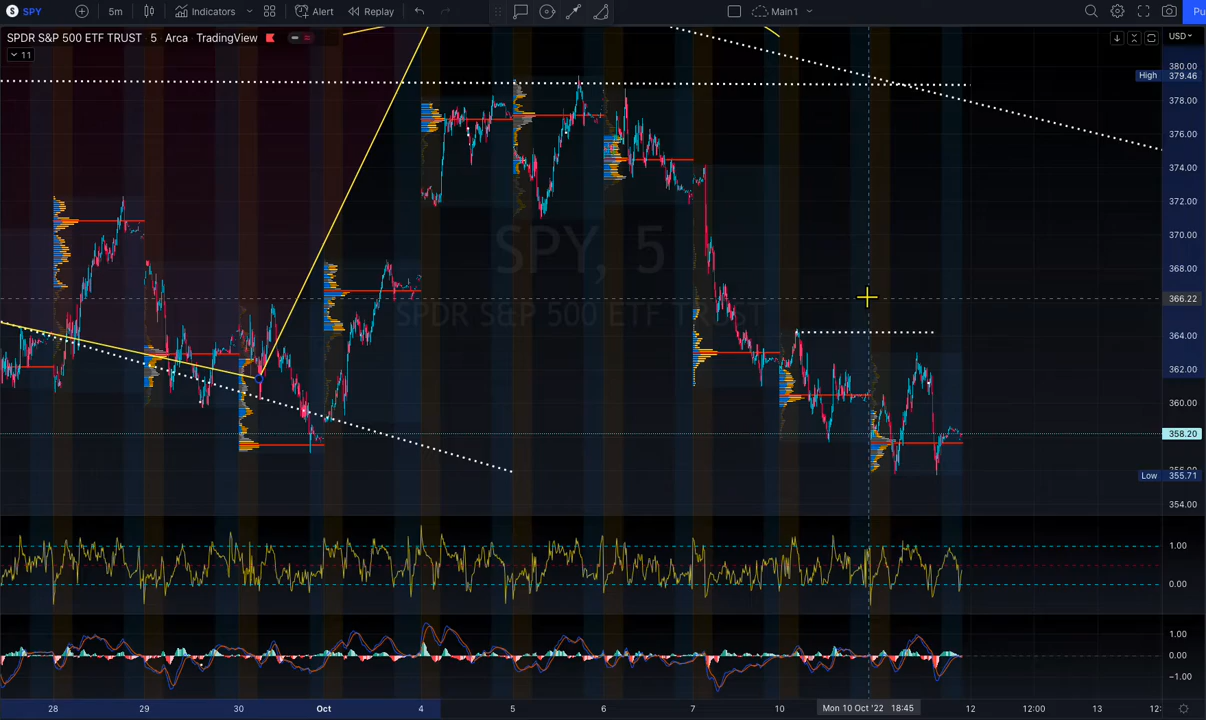 S SPY 5m Indicators Alert Replay Main1 Pu
SPDR S&P 500 ETF TRUST 5 Arca TradingView
USD
11
380.00
High 379.46
378.00
376.00
374.00
372.00
370.00
368.00
366.22
364.00
362.00
360.00
358.20
Low 355.71
354.00
SPY, 5
SPDR S&P 500 ETF TRUST
1.00
0.00
1.00
0.00
−1.00
28 29 30 Oct 4 5 6 7 10 Mon 10 Oct '22 18:45 12 12:00 13 12: